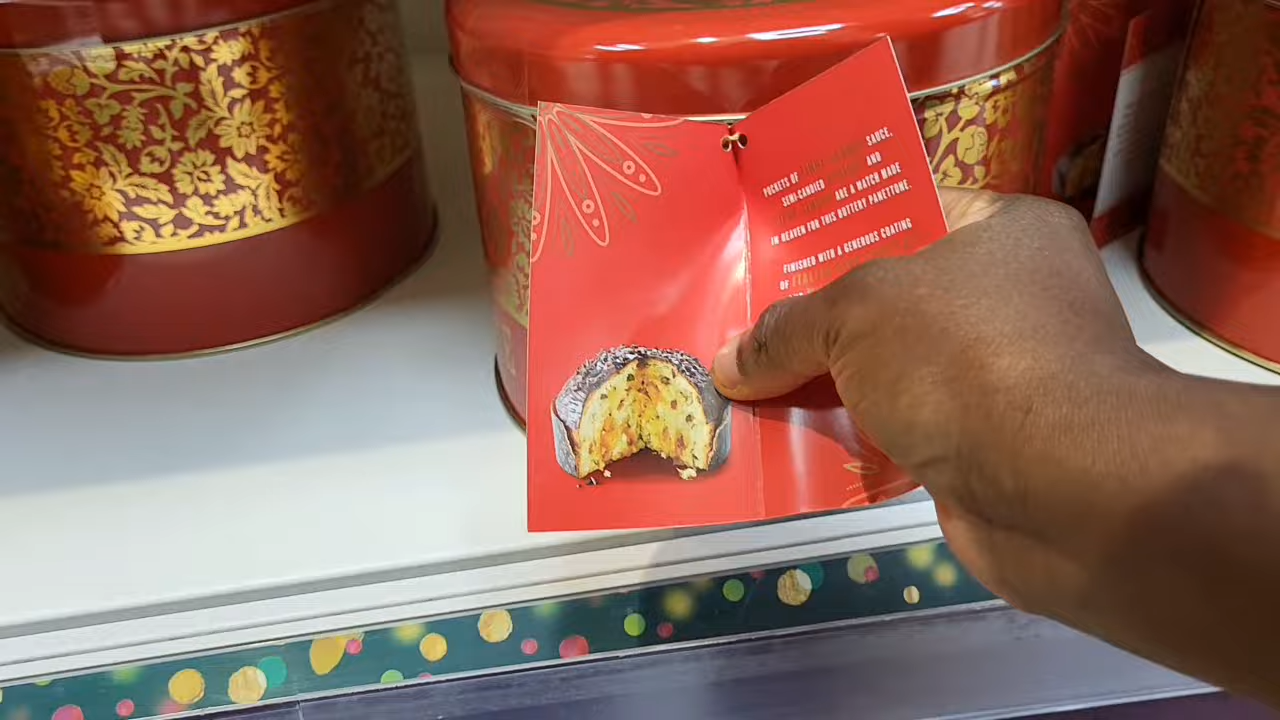 POCKETS OF SAUCE,
SEMI-CANDIED AND
ARE A MATCH MADE
IN HEAVEN FOR THIS BUTTERY PANETTONE.
FINISHED WITH A GENEROUS COATING
OF ITALIAN